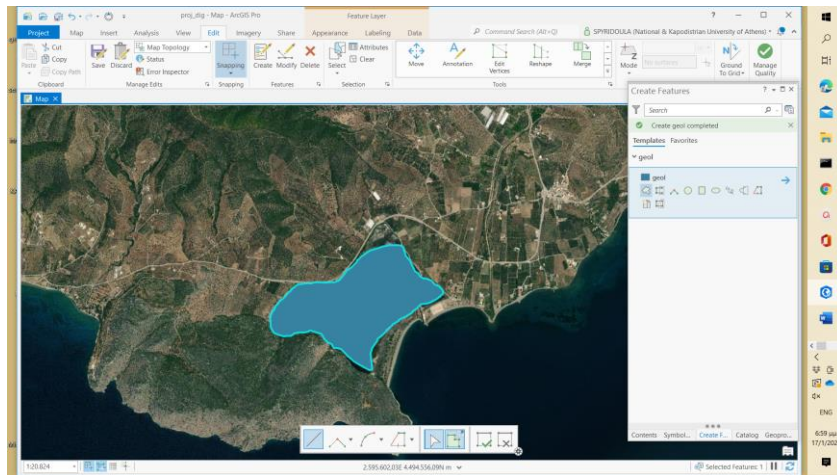 proj_dig - Map - ArcGIS Pro
Feature Layer
? − □ ×
Project Map Insert Analysis View Edit Imagery Share Appearance Labeling Data
Command Search (Alt+Q)
SPYRIDOULA (National & Kapodistrian University of Athens)
Paste
Cut
Copy
Copy Path
Clipboard
Save Discard
Map Topology
Status
Error Inspector
Manage Edits
Snapping
Snapping
Create Modify Delete
Features
Select
Attributes
Clear
Selection
Move Annotation Edit Vertices Reshape Merge
Tools
Mode
Ground To Grid
Manage Quality
Map ×
Create Features
Search
Create geol completed
Templates Favorites
geol
geol
Contents Symbol... Create F... Catalog Geopro...
1:20.824
2.595.602,03E 4.494.556,09N m
Selected Features: 1
ENG
6:59 μμ
17/1/202